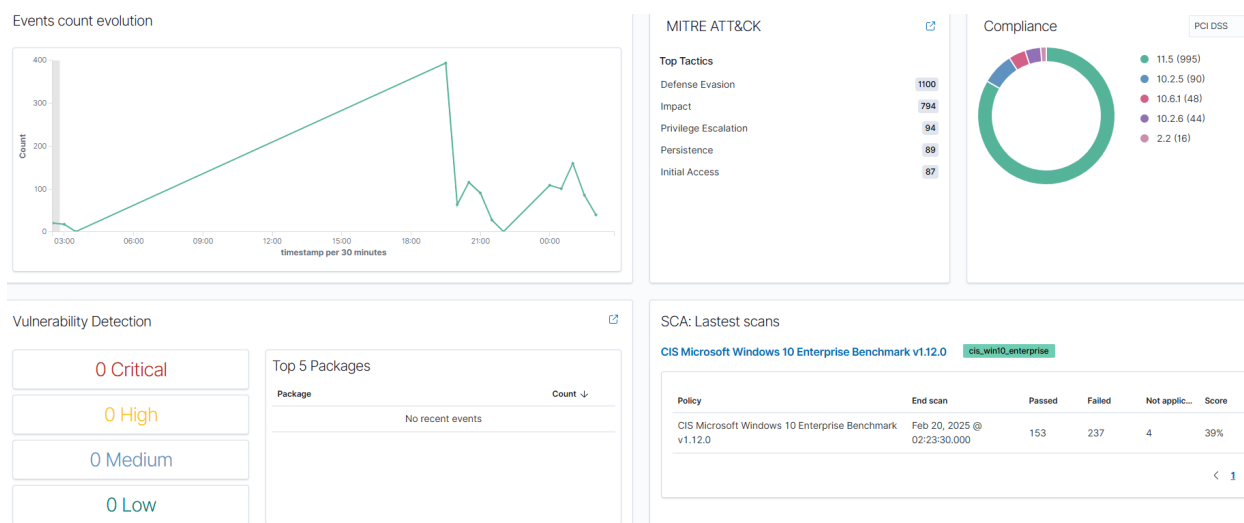 Events count evolution
400
300
200
100
0
Count
03:00 06:00 09:00 12:00 15:00 18:00 21:00 00:00
timestamp per 30 minutes
MITRE ATT&CK
Top Tactics
Defense Evasion 1100
Impact 794
Privilege Escalation 94
Persistence 89
Initial Access 87
Compliance PCI DSS
11.5 (995)
10.2.5 (90)
10.6.1 (48)
10.2.6 (44)
2.2 (16)
Vulnerability Detection
0 Critical
0 High
0 Medium
0 Low
Top 5 Packages
Package Count ↓
No recent events
SCA: Lastest scans
CIS Microsoft Windows 10 Enterprise Benchmark v1.12.0 cis_win10_enterprise
Policy End scan Passed Failed Not applic... Score
CIS Microsoft Windows 10 Enterprise Benchmark Feb 20, 2025 @
v1.12.0 02:23:30.000 153 237 4 39%
< 1